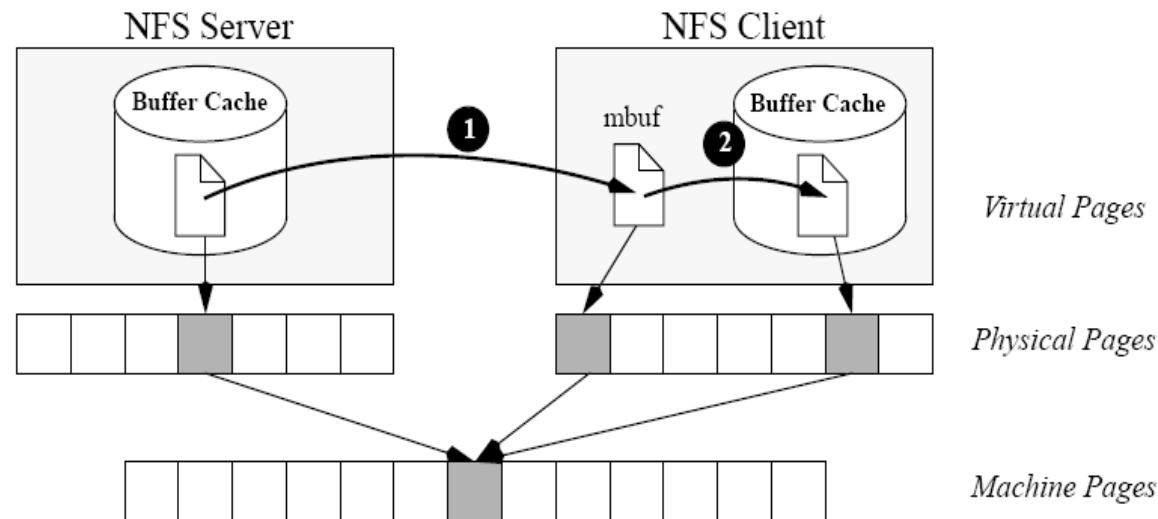 NFS Server
NFS Client
Buffer Cache
1
mbuf
2
Buffer Cache
Virtual Pages
Physical Pages
Machine Pages